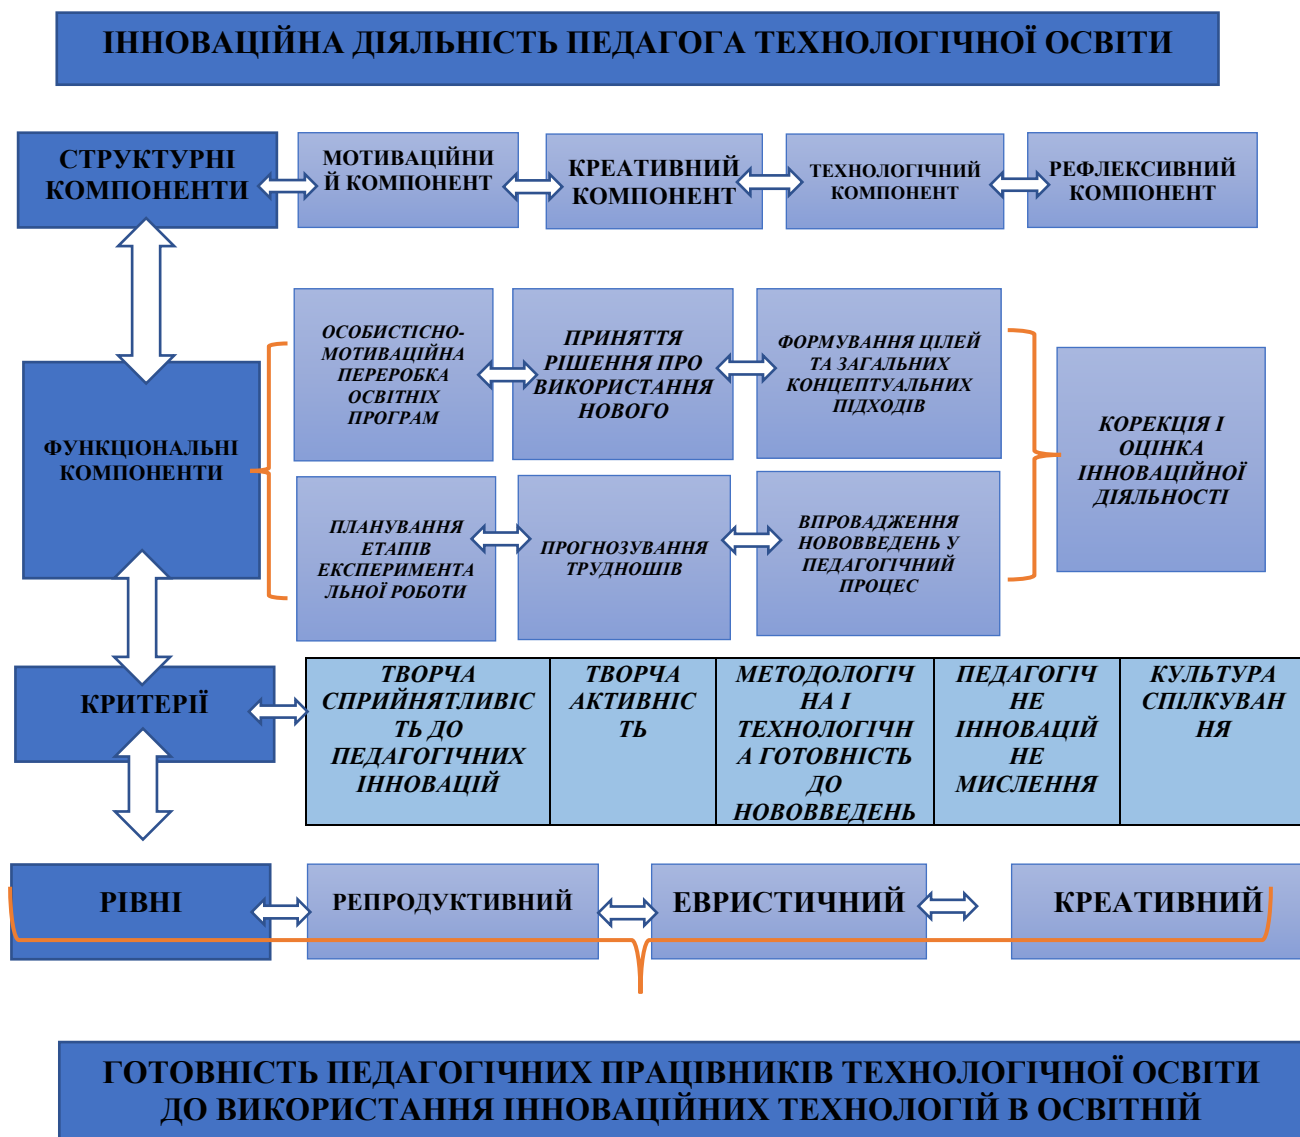 ІННОВАЦІЙНА ДІЯЛЬНІСТЬ ПЕДАГОГА ТЕХНОЛОГІЧНОЇ ОСВІТИ
СТРУКТУРНІ
КОМПОНЕНТИ
МОТИВАЦІЙНИ
Й КОМПОНЕНТ
КРЕАТИВНИЙ
КОМПОНЕНТ
ТЕХНОЛОГІЧНИЙ
КОМПОНЕНТ
РЕФЛЕКСИВНИЙ
КОМПОНЕНТ
ФУНКЦІОНАЛЬНІ
КОМПОНЕНТИ
ОСОБИСТІСНО-
МОТИВАЦІЙНА
ПЕРЕРОБКА
ОСВІТНІХ
ПРОГРАМ
ПРИНЯТТЯ
РІШЕННЯ ПРО
ВИКОРИСТАННЯ
НОВОГО
ФОРМУВАННЯ ЦІЛЕЙ
ТА ЗАГАЛЬНИХ
КОНЦЕПТУАЛЬНИХ
ПІДХОДІВ
ПЛАНУВАННЯ
ЕТАПІВ
ЕКСПЕРИМЕНТА
ЛЬНОЇ РОБОТИ
ПРОГНОЗУВАННЯ
ТРУДНОШІВ
ВПРОВАДЖЕННЯ
НОВОВВЕДЕНЬ У
ПЕДАГОГІЧНИЙ
ПРОЦЕС
КОРЕКЦІЯ І
ОЦІНКА
ІННОВАЦІЙНОЇ
ДІЯЛЬНОСТІ
КРИТЕРІЇ
ТВОРЧА
СПРИЙНЯТЛИВІС
ТЬ ДО
ПЕДАГОГІЧНИХ
ІННОВАЦІЙ
ТВОРЧА
АКТИВНІС
ТЬ
МЕТОДОЛОГІЧ
НА І
ТЕХНОЛОГІЧН
А ГОТОВНІСТЬ
ДО
НОВОВВЕДЕНЬ
ПЕДАГОГІЧ
НЕ
ІННОВАЦІЙ
НЕ
МИСЛЕННЯ
КУЛЬТУРА
СПІЛКУВАН
НЯ
РІВНІ
РЕПРОДУКТИВНИЙ
ЕВРИСТИЧНИЙ
КРЕАТИВНИЙ
ГОТОВНІСТЬ ПЕДАГОГІЧНИХ ПРАЦІВНИКІВ ТЕХНОЛОГІЧНОЇ ОСВІТИ
ДО ВИКОРИСТАННЯ ІННОВАЦІЙНИХ ТЕХНОЛОГІЙ В ОСВІТНІЙ